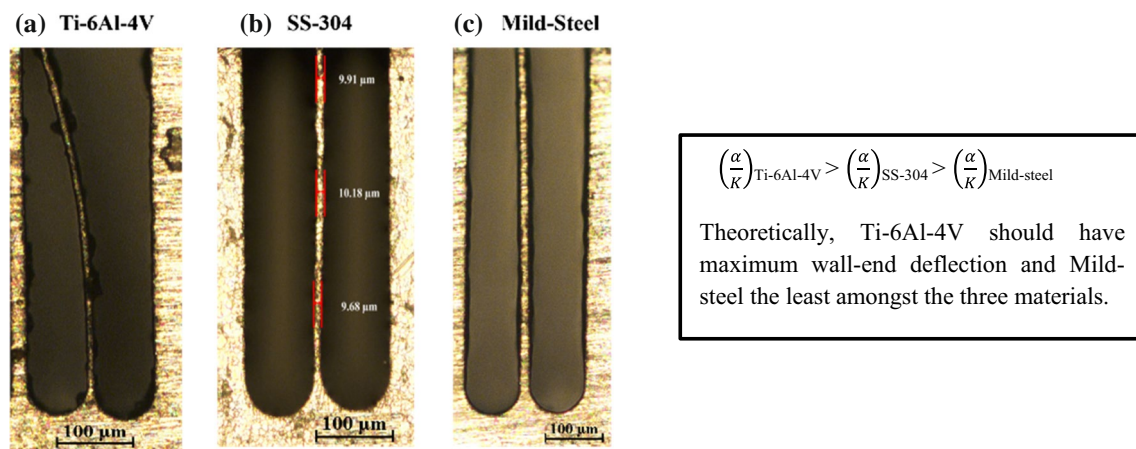 (a) Ti-6Al-4V (b) SS-304 (c) Mild-Steel
9.91 µm
10.18 µm
9.68 µm
100 µm 100 µm 100 µm
(α/K)Ti-6Al-4V > (α/K)SS-304 > (α/K)Mild-steel
Theoretically, Ti-6Al-4V should have
maximum wall-end deflection and Mild-
steel the least amongst the three materials.